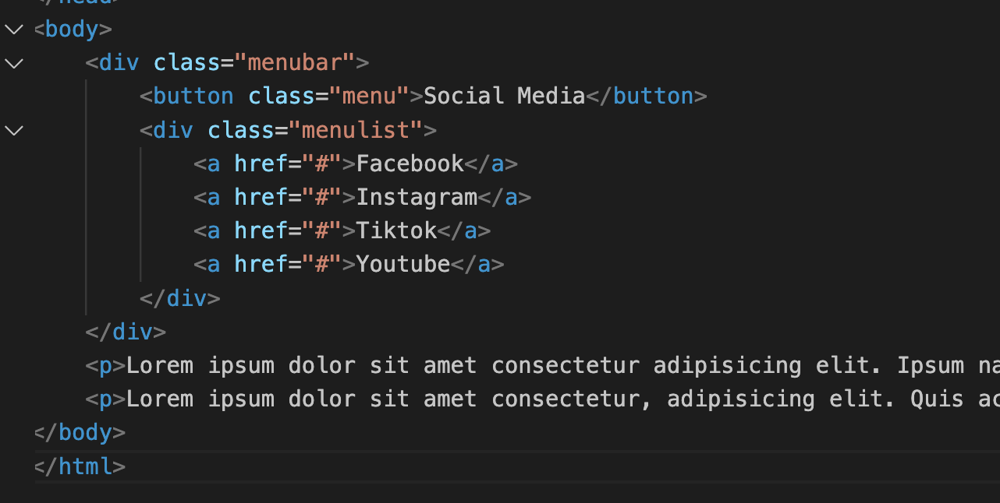 <body>
<div class="menubar">
<button class="menu">Social Media</button>
<div class="menulist">
<a href="#">Facebook</a>
<a href="#">Instagram</a>
<a href="#">Tiktok</a>
<a href="#">Youtube</a>
</div>
</div>
<p>Lorem ipsum dolor sit amet consectetur adipisicing elit. Ipsum
<p>Lorem ipsum dolor sit amet consectetur, adipisicing elit. Quis
</body>
</html>